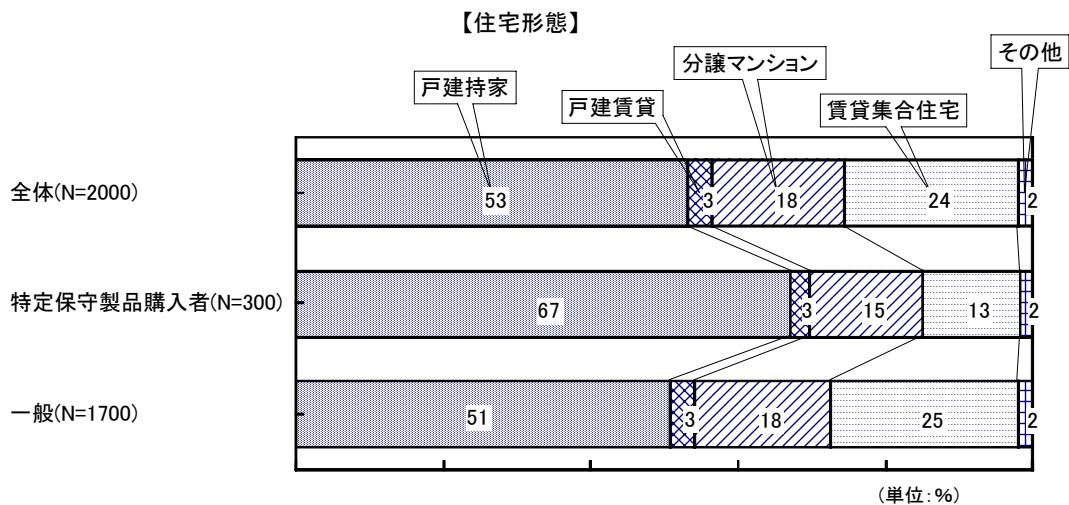 【住宅形態】
その他
分譲マンション
戸建持家
戸建賃貸
賃貸集合住宅
全体(N=2000)
53
3
18
24
2
特定保守製品購入者(N=300)
67
3
15
13
2
一般(N=1700)
51
3
18
25
2
(単位:%)